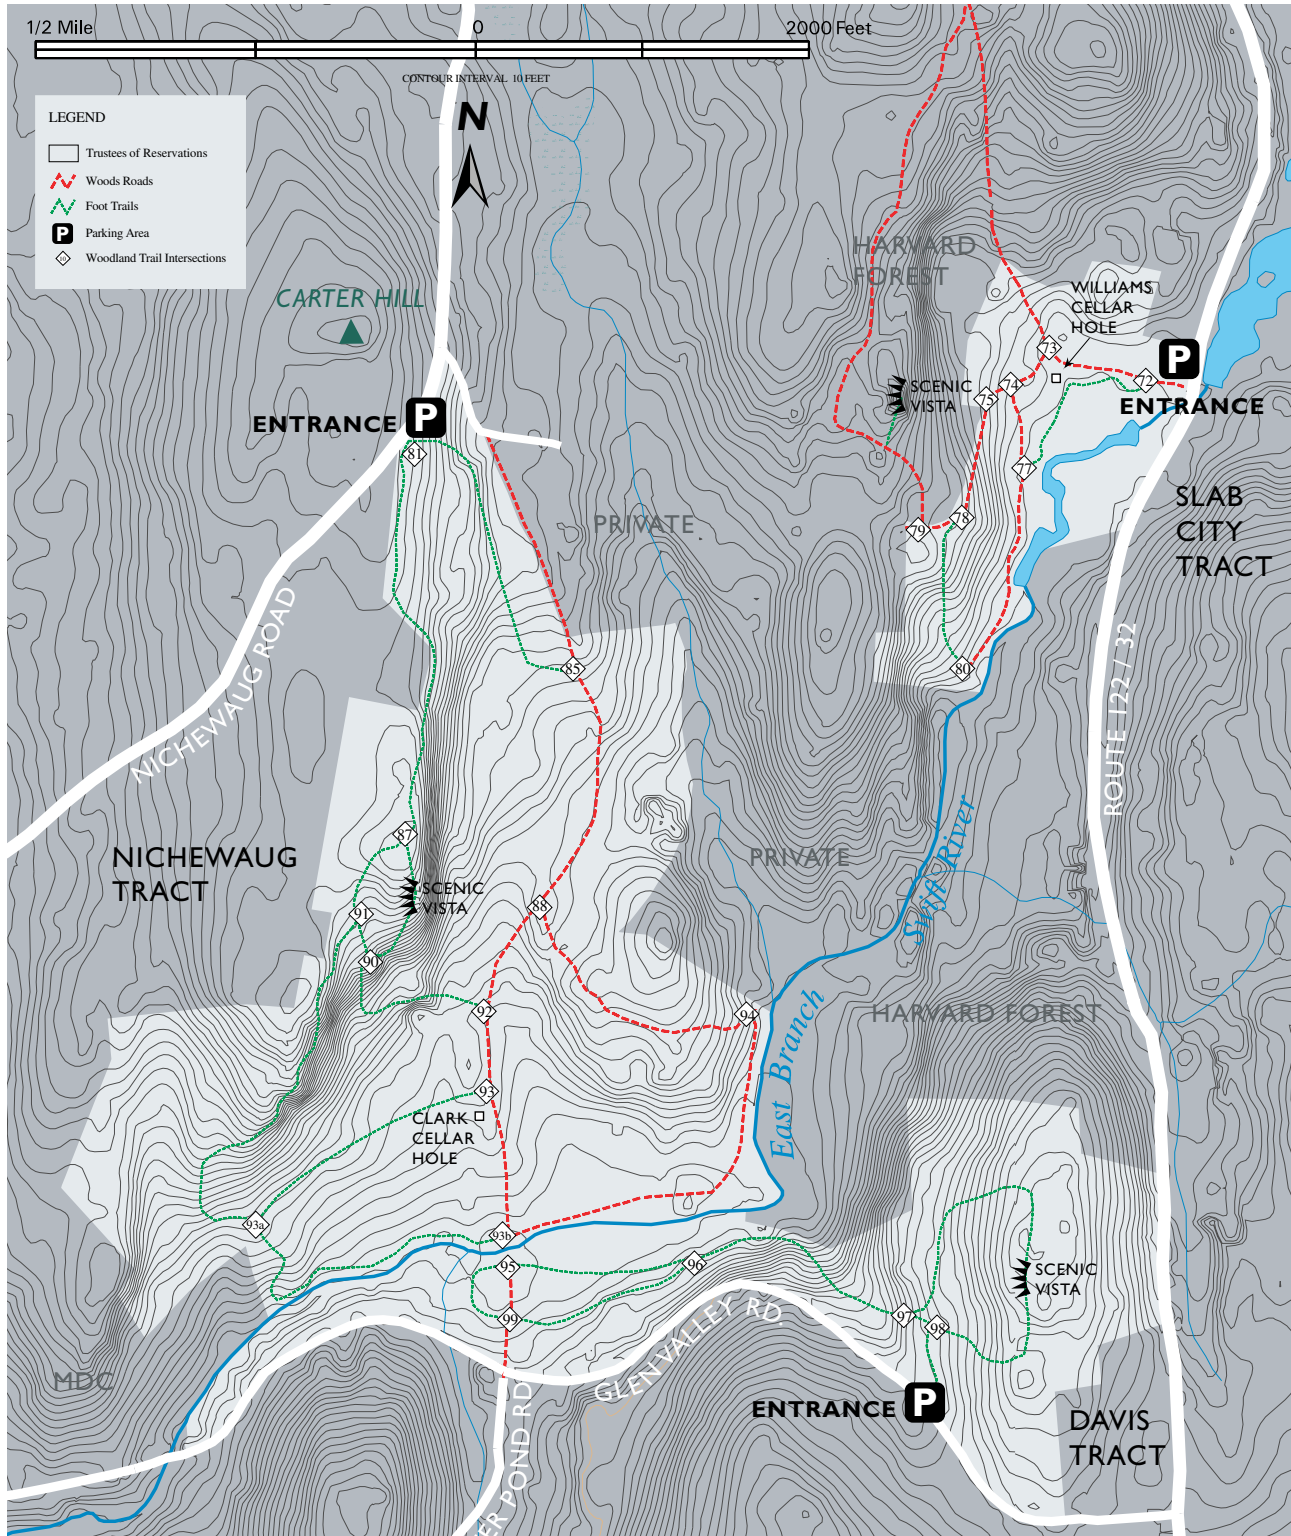 1/2 Mile
0
2000 Feet
CONTOUR INTERVAL 10 FEET
N
LEGEND
Trustees of Reservations
Woods Roads
Foot Trails
P
Parking Area
Woodland Trail Intersections
CARTER HILL
HARVARD
FOREST
WILLIAMS
CELLAR
HOLE
73
P
72
ENTRANCE
SCENIC
VISTA
74
75
ENTRANCE
P
81
77
SLAB
CITY
TRACT
PRIVATE
78
79
NICHEWAUG ROAD
ROUTE 122 / 32
85
80
87
NICHEWAUG
TRACT
PRIVATE
SCENIC
VISTA
Swift River
88
91
90
92
94
HARVARD FOREST
East Branch
93
CLARK
CELLAR
HOLE
93a
93b
95
96
SCENIC
VISTA
99
97
98
GLEN VALLEY RD
MDC
ENTRANCE
P
DAVIS
TRACT
ER POND RD